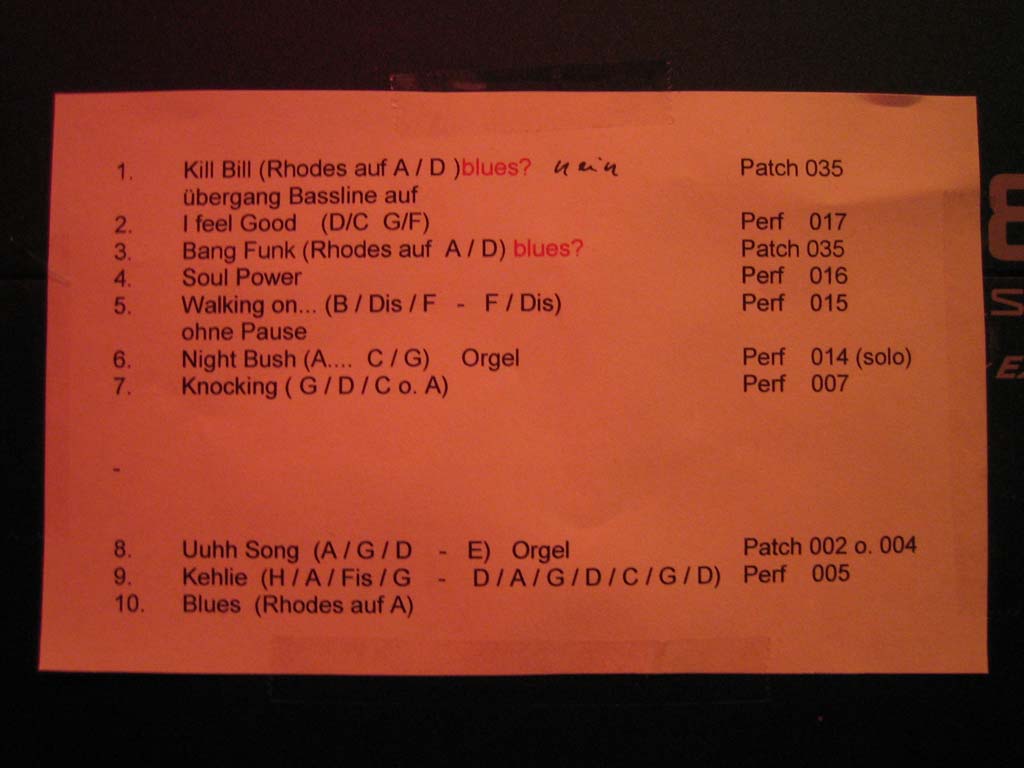 1. Kill Bill (Rhodes auf A / D )blues? nein Patch 035
übergang Bassline auf
2. I feel Good (D/C G/F) Perf 017
3. Bang Funk (Rhodes auf A / D) blues? Patch 035
4. Soul Power Perf 016
5. Walking on... (B / Dis / F - F / Dis) Perf 015
ohne Pause
6. Night Bush (A.... C / G) Orgel Perf 014 (solo)
7. Knocking ( G / D / C o. A) Perf 007
-
8. Uuhh Song (A / G / D - E) Orgel Patch 002 o. 004
9. Kehlie (H / A / Fis / G - D / A / G / D / C / G / D) Perf 005
10. Blues (Rhodes auf A)
8
S
EX